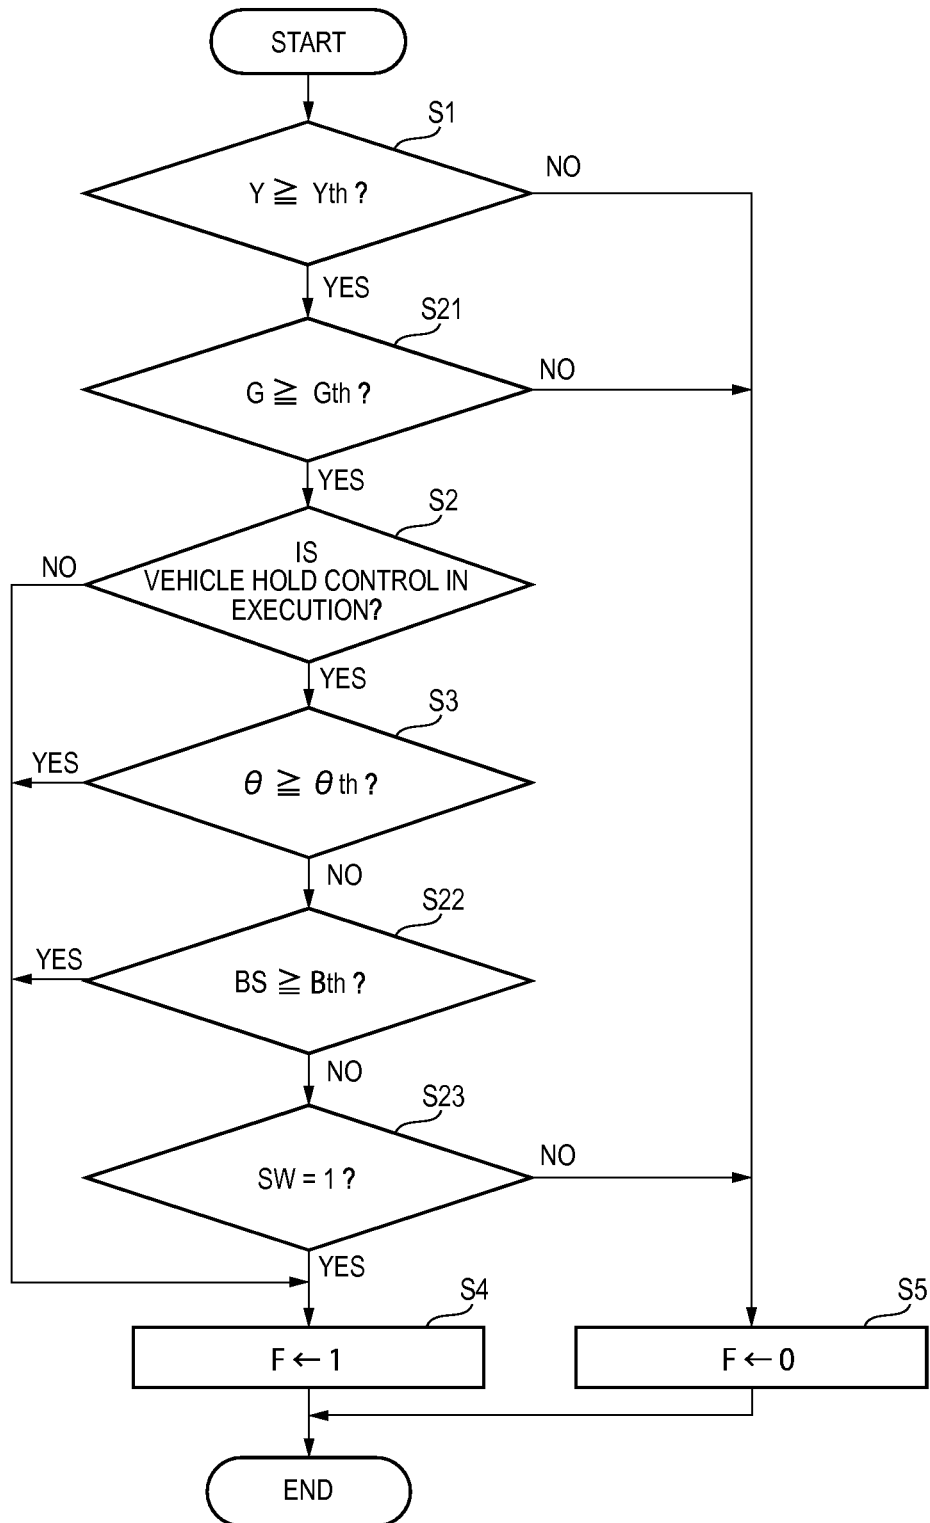 START
S1
Y ≧ Yth ?
NO
YES
S21
G ≧ Gth ?
NO
YES
S2
IS
VEHICLE HOLD CONTROL IN
EXECUTION?
NO
YES
S3
θ ≧ θth ?
YES
NO
S22
BS ≧ Bth ?
YES
NO
S23
SW = 1 ?
NO
YES
S4
F ← 1
S5
F ← 0
END